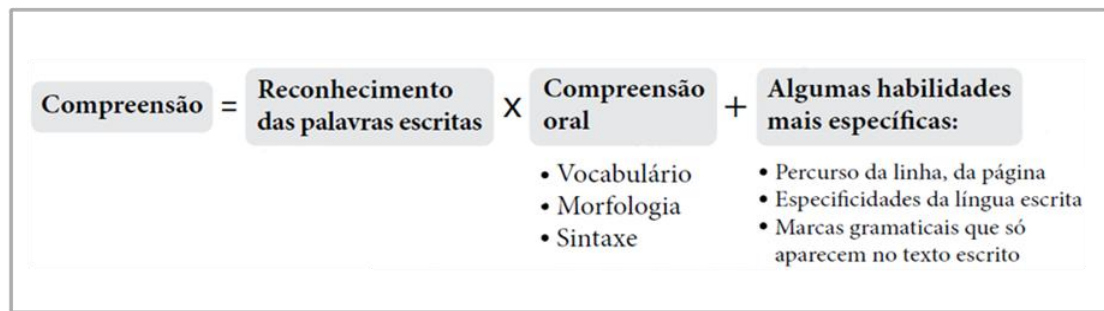 Compreensão = Reconhecimento das palavras escritas X Compreensão oral + Algumas habilidades mais específicas:
• Vocabulário
• Morfologia
• Sintaxe
• Percurso da linha, da página
• Especificidades da língua escrita
• Marcas gramaticais que só
aparecem no texto escrito